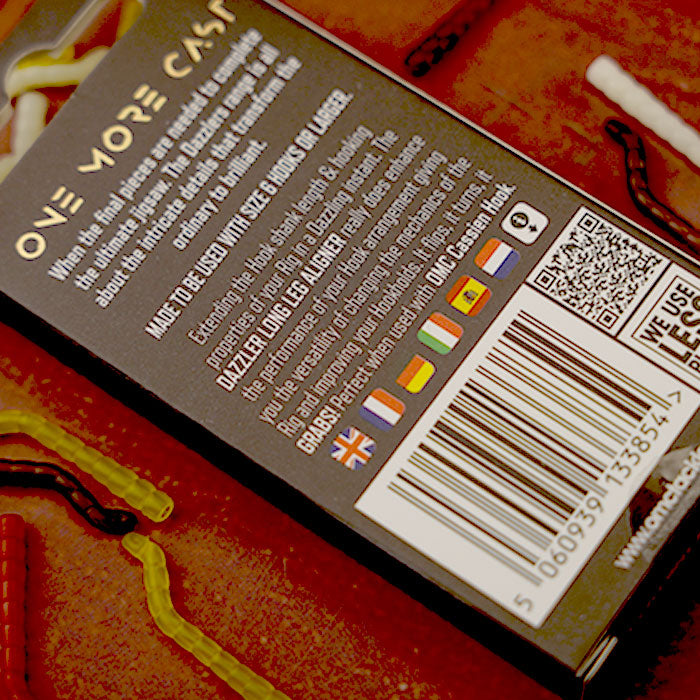 ONE MORE CAST
When the final pieces are needed to complete
the ultimate jigsaw. The Dazzlers range is all
about the intricate details that transform the
ordinary to brilliant.
MADE TO BE USED WITH SIZE 6 HOOKS OR LARGER.
Extending the Hook shank length & hooking
properties of your Rig in a Dazzling instant. The
DAZZLER LONG LEG ALIGNER really does enhance
the performance of your Hook arrangement giving
you the versatility of changing the mechanics of the
Rig and improving your Hookholds, it flips, it turns, it
GRABS! Perfect when used with OMC Cassien Hook.
WE USE
LESS
5 060939 133854 >